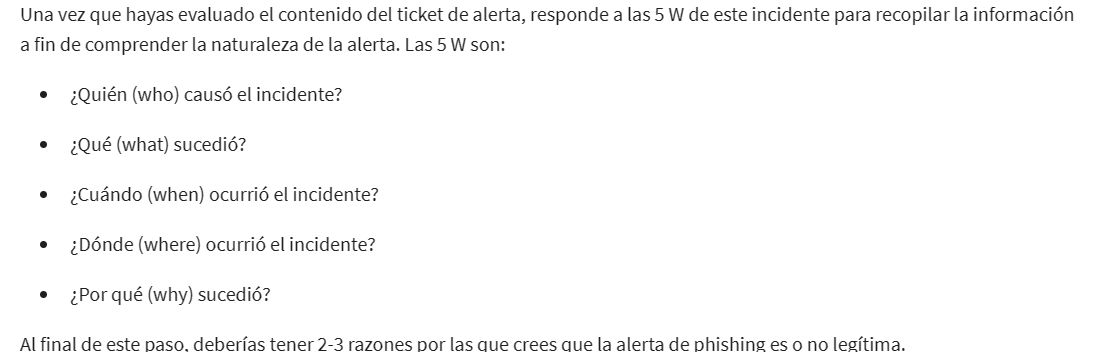 Una vez que hayas evaluado el contenido del ticket de alerta, responde a las 5 W de este incidente para recopilar la información
a fin de comprender la naturaleza de la alerta. Las 5 W son:
• ¿Quién (who) causó el incidente?
• ¿Qué (what) sucedió?
• ¿Cuándo (when) ocurrió el incidente?
• ¿Dónde (where) ocurrió el incidente?
• ¿Por qué (why) sucedió?
Al final de este paso, deberías tener 2-3 razones por las que crees que la alerta de phishing es o no legítima.